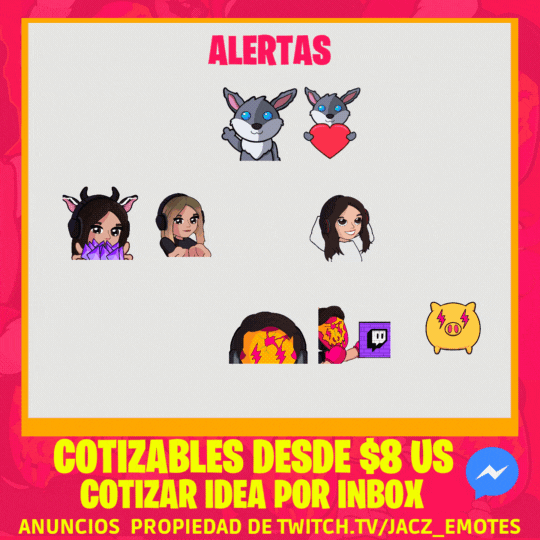 ALERTAS
COTIZABLES DESDE $8 US
COTIZAR IDEA POR INBOX
ANUNCIOS PROPIEDAD DE TWITCH.TV/JACZ_EMOTES